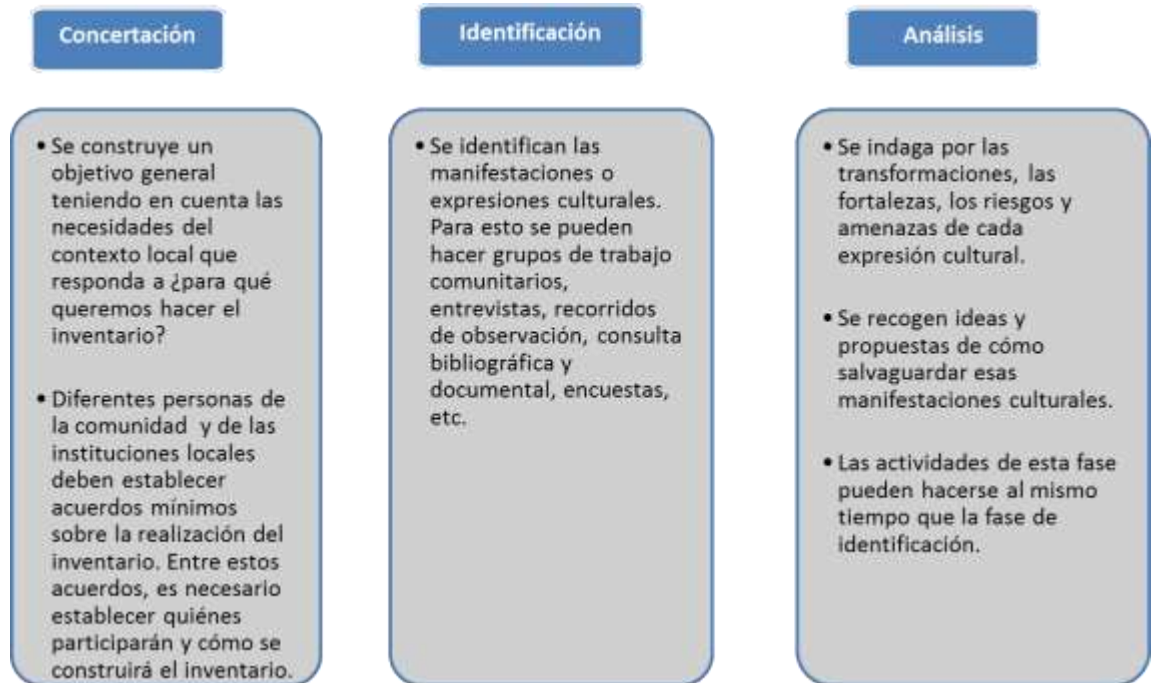 Concertación
• Se construye un
objetivo general
teniendo en cuenta las
necesidades del
contexto local que
responda a ¿para qué
queremos hacer el
inventario?
• Diferentes personas de
la comunidad y de las
instituciones locales
deben establecer
acuerdos mínimos
sobre la realización del
inventario. Entre estos
acuerdos, es necesario
establecer quiénes
participarán y cómo se
construirá el inventario.
Identificación
• Se identifican las
manifestaciones o
expresiones culturales.
Para esto se pueden
hacer grupos de trabajo
comunitarios,
entrevistas, recorridos
de observación, consulta
bibliográfica y
documental, encuestas,
etc.
Análisis
• Se indaga por las
transformaciones, las
fortalezas, los riesgos y
amenazas de cada
expresión cultural.
• Se recogen ideas y
propuestas de cómo
salvaguardar esas
manifestaciones culturales.
• Las actividades de esta fase
pueden hacerse al mismo
tiempo que la fase de
identificación.